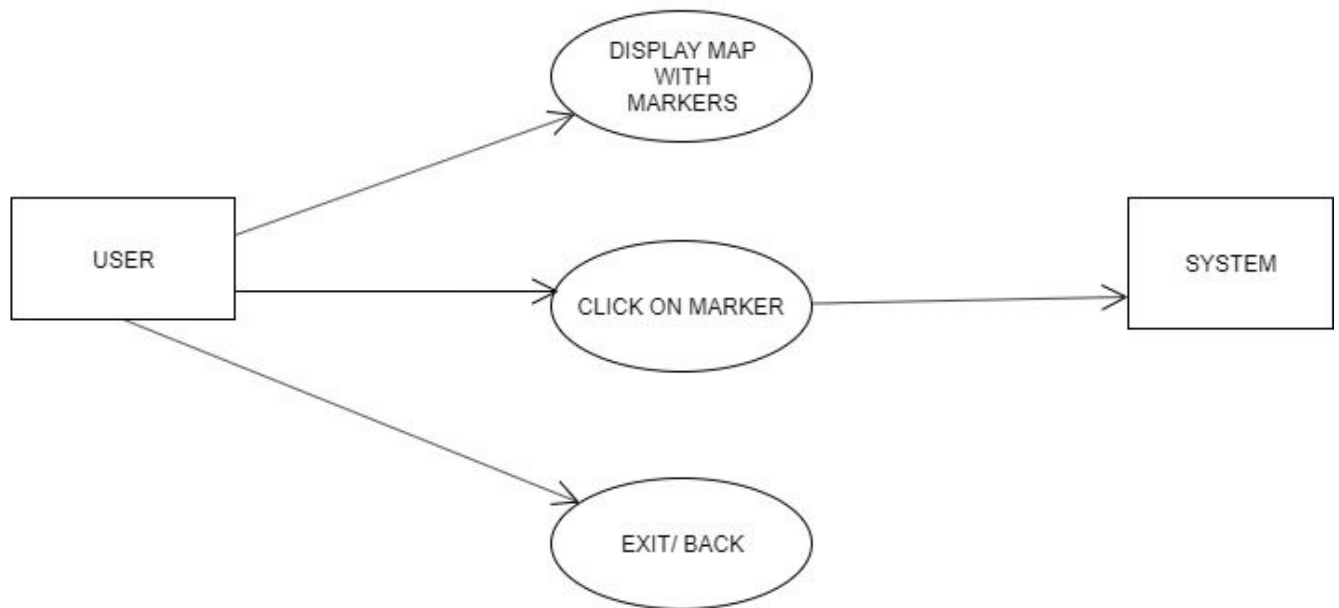 DISPLAY MAP
WITH
MARKERS
USER
CLICK ON MARKER
SYSTEM
EXIT/ BACK